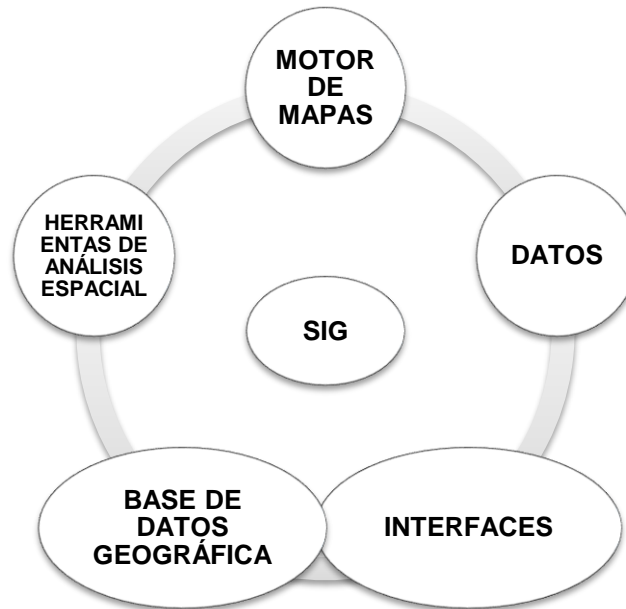 MOTOR
DE
MAPAS
HERRAMI
ENTAS DE
ANÁLISIS
ESPACIAL
DATOS
SIG
BASE DE
DATOS
GEOGRÁFICA
INTERFACES